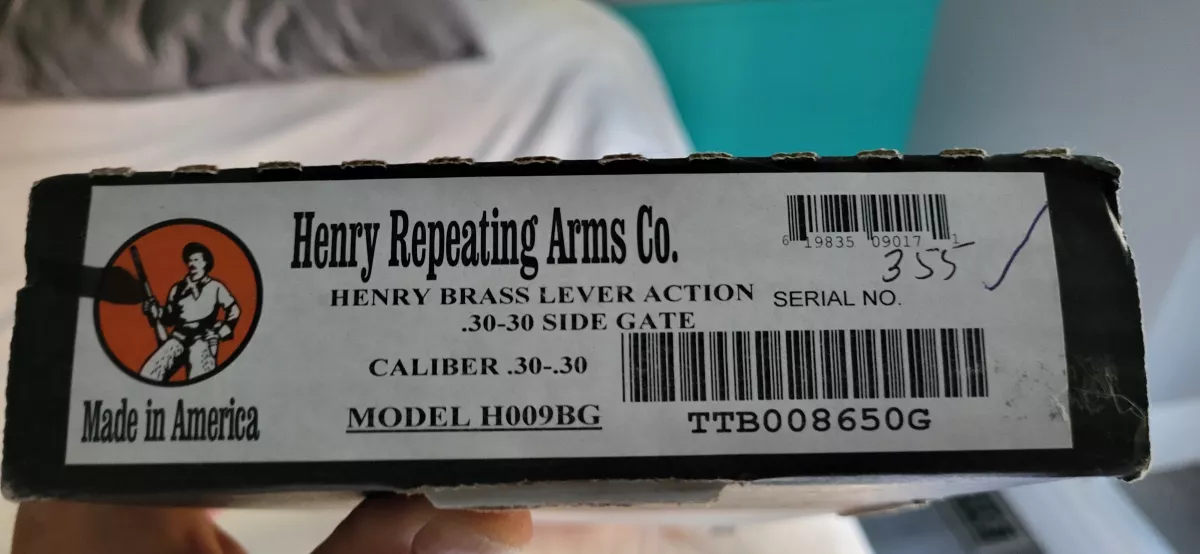 Henry Repeating Arms Co.
6 19835 09017 1
355
HENRY BRASS LEVER ACTION
SERIAL NO.
.30-30 SIDE GATE
CALIBER .30-.30
Made in America
MODEL H009BG
TTB008650G